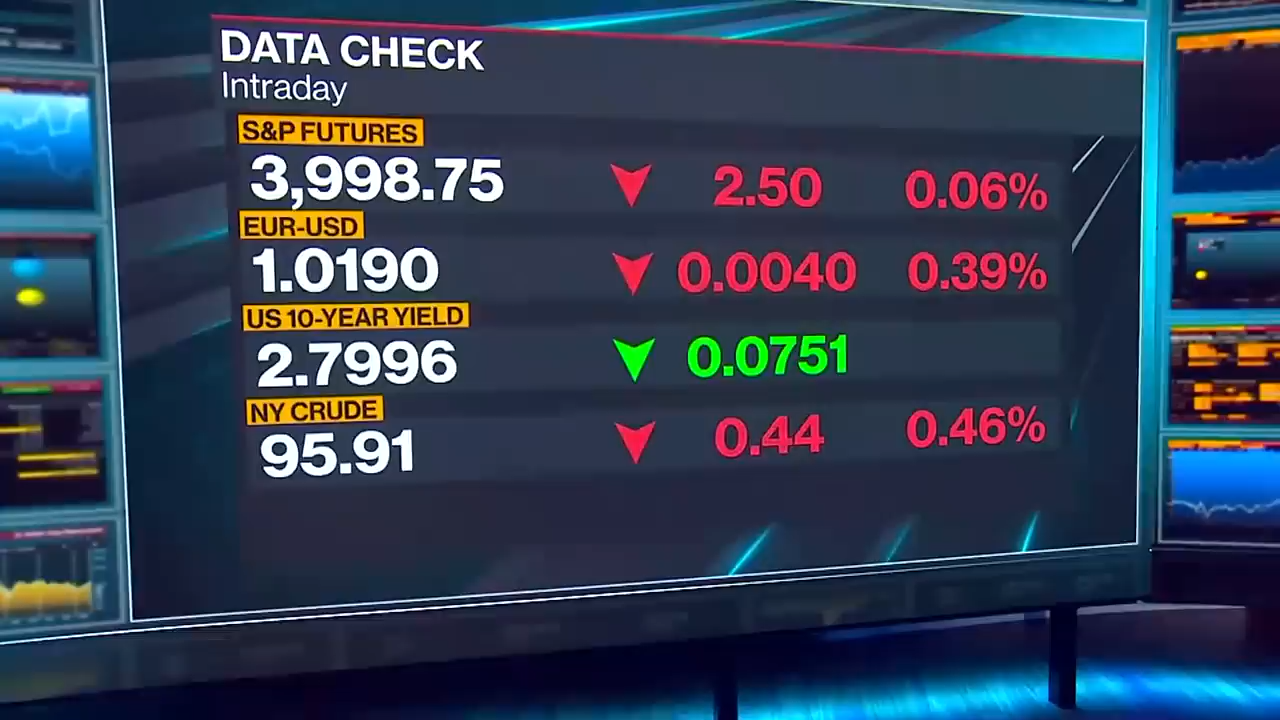 DATA CHECK
Intraday
S&P FUTURES
3,998.75 2.50 0.06%
EUR-USD
1.0190 0.0040 0.39%
US 10-YEAR YIELD
2.7996 0.0751
NY CRUDE
95.91 0.44 0.46%